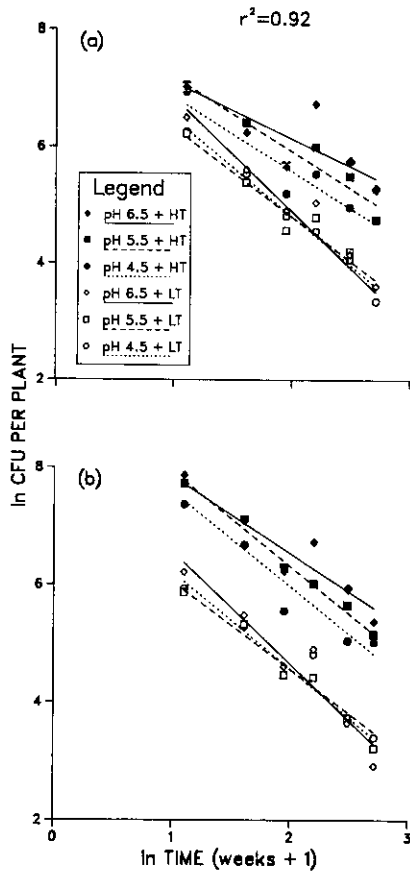 r²=0.92
(a)
8
6
4
2
Legend
pH 6.5 + HT
pH 5.5 + HT
pH 4.5 + HT
pH 6.5 + LT
pH 5.5 + LT
pH 4.5 + LT
ln CFU PER PLANT
(b)
8
6
4
2
0
1
2
3
ln TIME (weeks + 1)